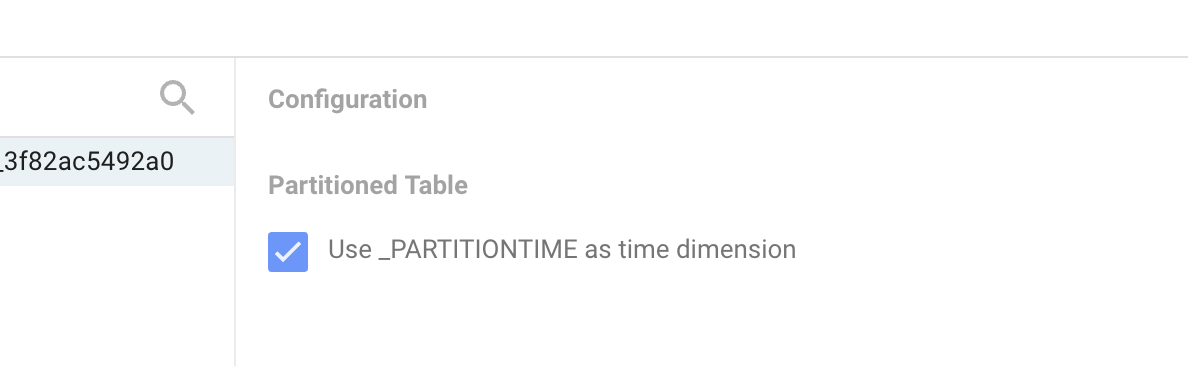 Configuration
_3f82ac5492a0
Partitioned Table
Use _PARTITIONTIME as time dimension